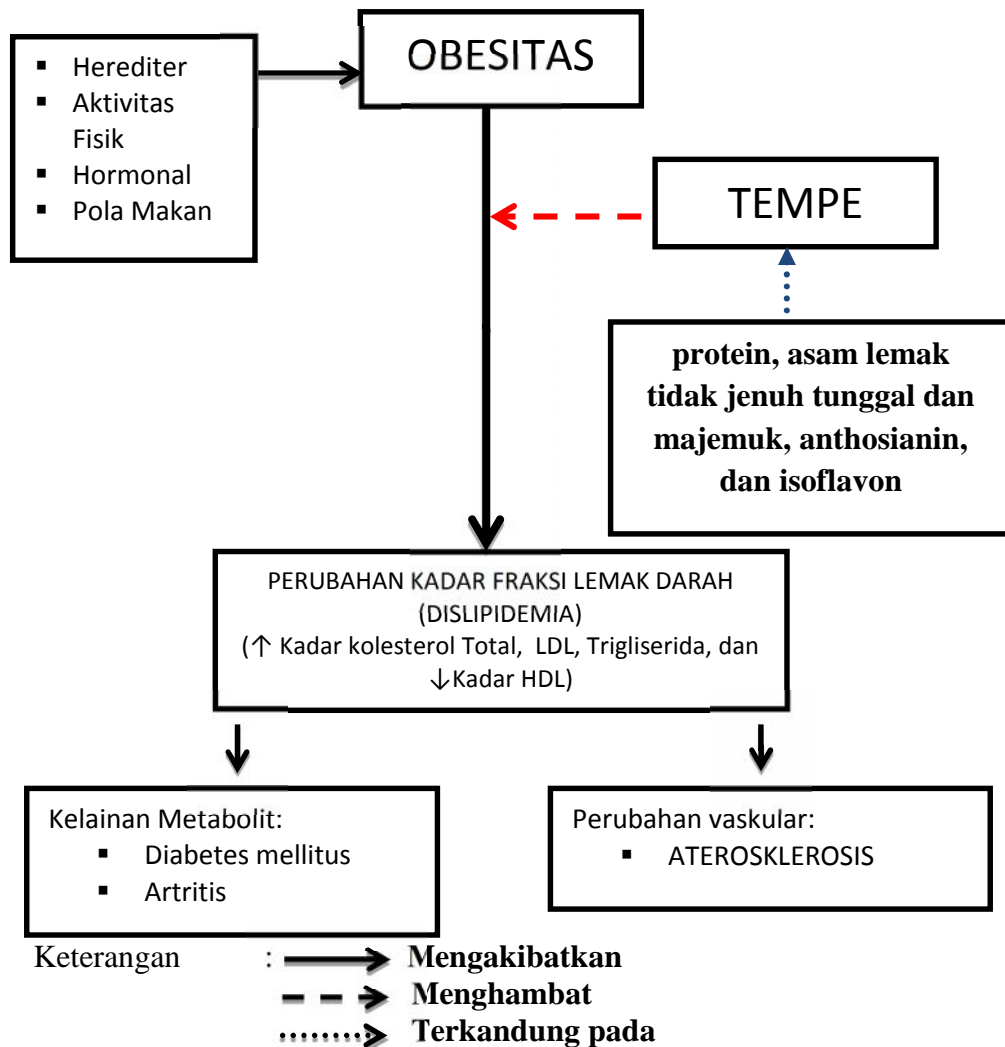 ▪ Herediter
▪ Aktivitas
Fisik
▪ Hormonal
▪ Pola Makan
OBESITAS
TEMPE
protein, asam lemak
tidak jenuh tunggal dan
majemuk, anthosianin,
dan isoflavon
PERUBAHAN KADAR FRAKSI LEMAK DARAH
(DISLIPIDEMIA)
(↑ Kadar kolesterol Total, LDL, Trigliserida, dan
↓Kadar HDL)
Kelainan Metabolit:
▪ Diabetes mellitus
▪ Artritis
Perubahan vaskular:
▪ ATEROSKLEROSIS
Keterangan : Mengakibatkan
Menghambat
Terkandung pada